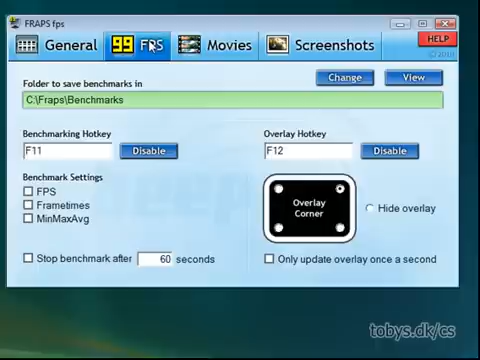 FRAPS fps
General
99 FPS
Movies
Screenshots
HELP
© 2010
Folder to save benchmarks in
Change
View
C:\Fraps\Benchmarks
Benchmarking Hotkey
Overlay Hotkey
F11
Disable
F12
Disable
Benchmark Settings
FPS
Frametimes
MinMaxAvg
Overlay
Corner
Hide overlay
Stop benchmark after 60 seconds
Only update overlay once a second
tobys.dk/cs